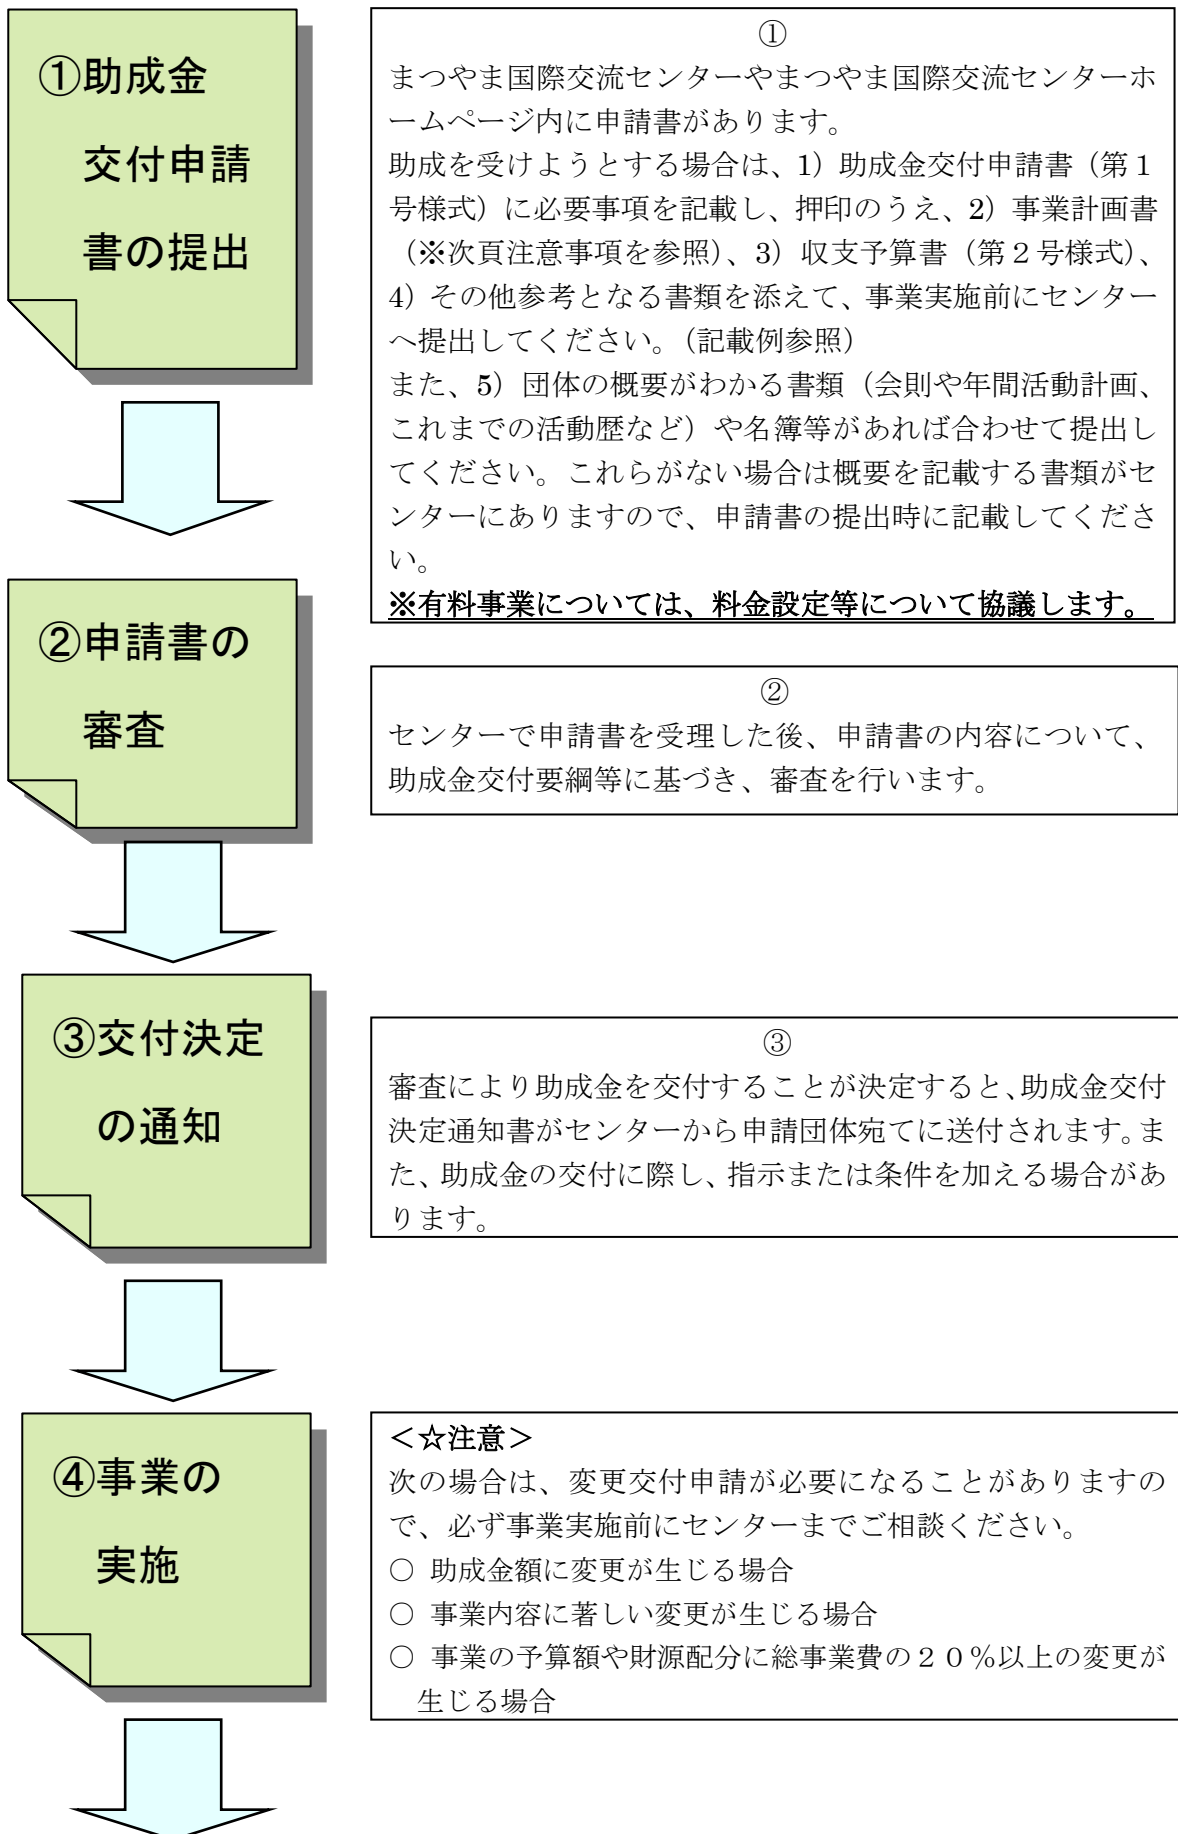 ①助成金
交付申請
書の提出
①
まつやま国際交流センターやまつやま国際交流センターホ
ームページ内に申請書があります。
助成を受けようとする場合は、1）助成金交付申請書（第１
号様式）に必要事項を記載し、押印のうえ、2）事業計画書
（※次頁注意事項を参照）、3）収支予算書（第２号様式）、
4）その他参考となる書類を添えて、事業実施前にセンター
へ提出してください。（記載例参照）
また、5）団体の概要がわかる書類（会則や年間活動計画、
これまでの活動歴など）や名簿等があれば合わせて提出し
てください。これらがない場合は概要を記載する書類がセ
ンターにありますので、申請書の提出時に記載してくださ
い。
※有料事業については、料金設定等について協議します。
②申請書の
審査
②
センターで申請書を受理した後、申請書の内容について、
助成金交付要綱等に基づき、審査を行います。
③交付決定
の通知
③
審査により助成金を交付することが決定すると、助成金交付
決定通知書がセンターから申請団体宛てに送付されます。ま
た、助成金の交付に際し、指示または条件を加える場合があ
ります。
④事業の
実施
＜☆注意＞
次の場合は、変更交付申請が必要になることがありますの
で、必ず事業実施前にセンターまでご相談ください。
○ 助成金額に変更が生じる場合
○ 事業内容に著しい変更が生じる場合
○ 事業の予算額や財源配分に総事業費の２０％以上の変更が
生じる場合